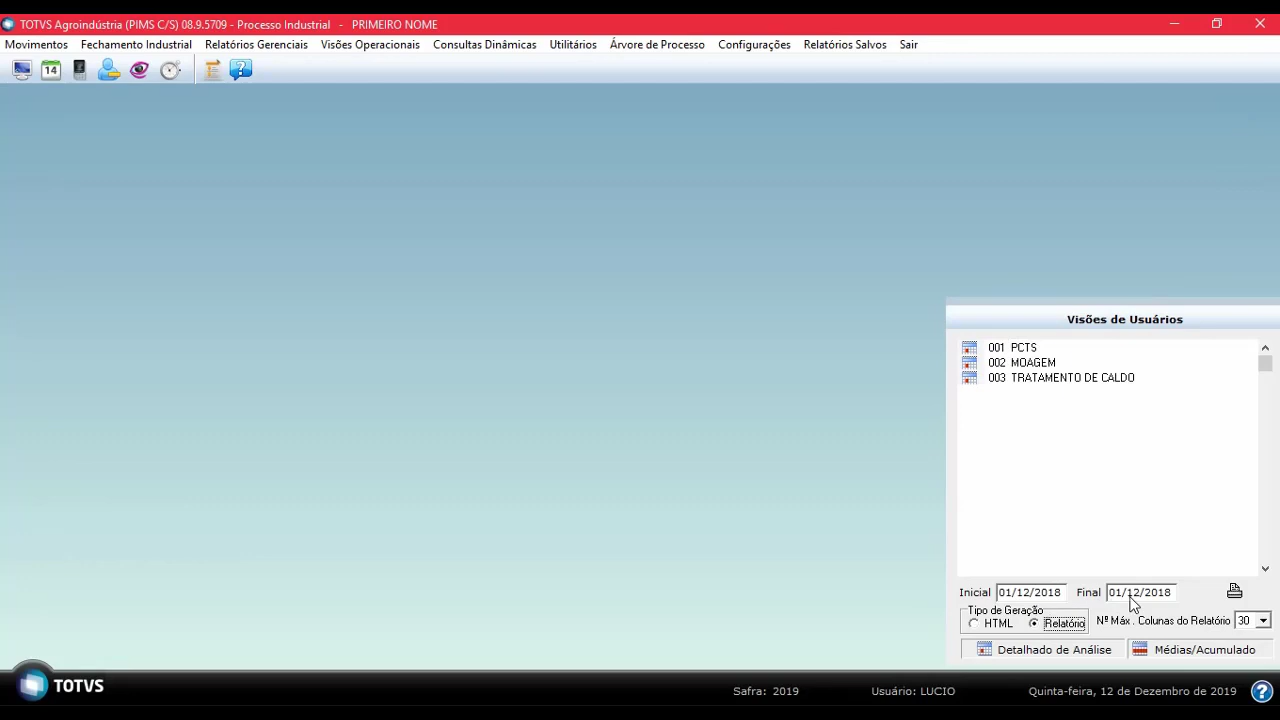 TOTVS Agroindústria (PIMS C/S) 08.9.5709 - Processo Industrial - PRIMEIRO NOME
Movimentos Fechamento Industrial Relatórios Gerenciais Visões Operacionais Consultas Dinâmicas Utilitários Árvore de Processo Configurações Relatórios Salvos Sair
14
Visões de Usuários
001 PCTS
002 MOAGEM
003 TRATAMENTO DE CALDO
Inicial 01/12/2018 Final 01/12/2018
Tipo de Geração
HTML Relatório Nº Máx. Colunas do Relatório 30
Detalhado de Análise Médias/Acumulado
TOTVS Safra: 2019 Usuário: LUCIO Quinta-feira, 12 de Dezembro de 2019